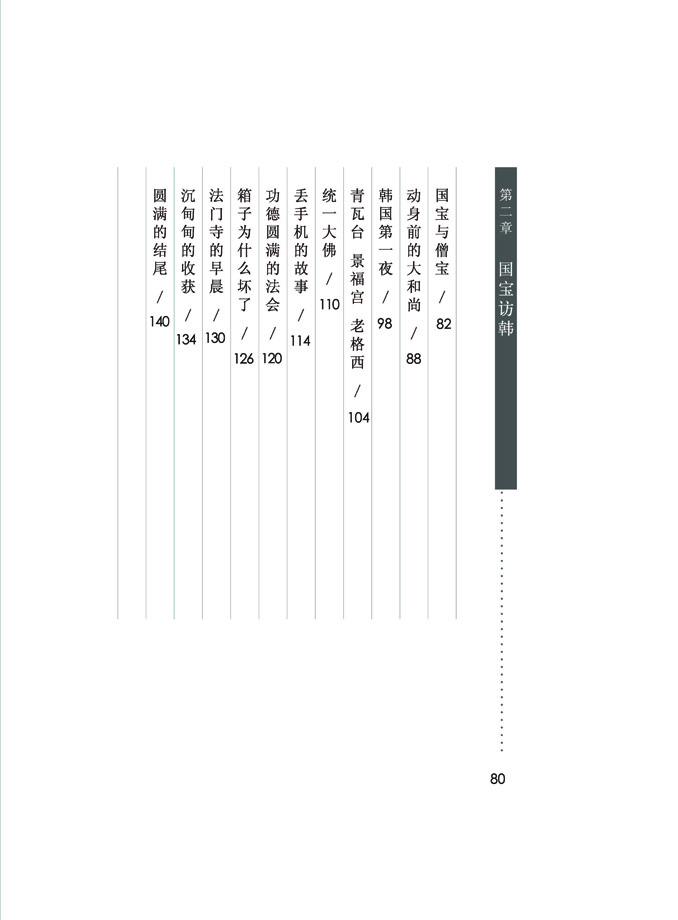 第二章 国宝访韩
国宝与僧宝 / 82
动身前的大和尚 / 88
韩国第一夜 / 98
青瓦台 景福宫 老格西 / 104
统一大佛 / 110
丢手机的故事 / 114
功德圆满的法会 / 120
箱子为什么坏了 / 126
法门寺的早晨 / 130
沉甸甸的收获 / 134
圆满的结尾 / 140
80